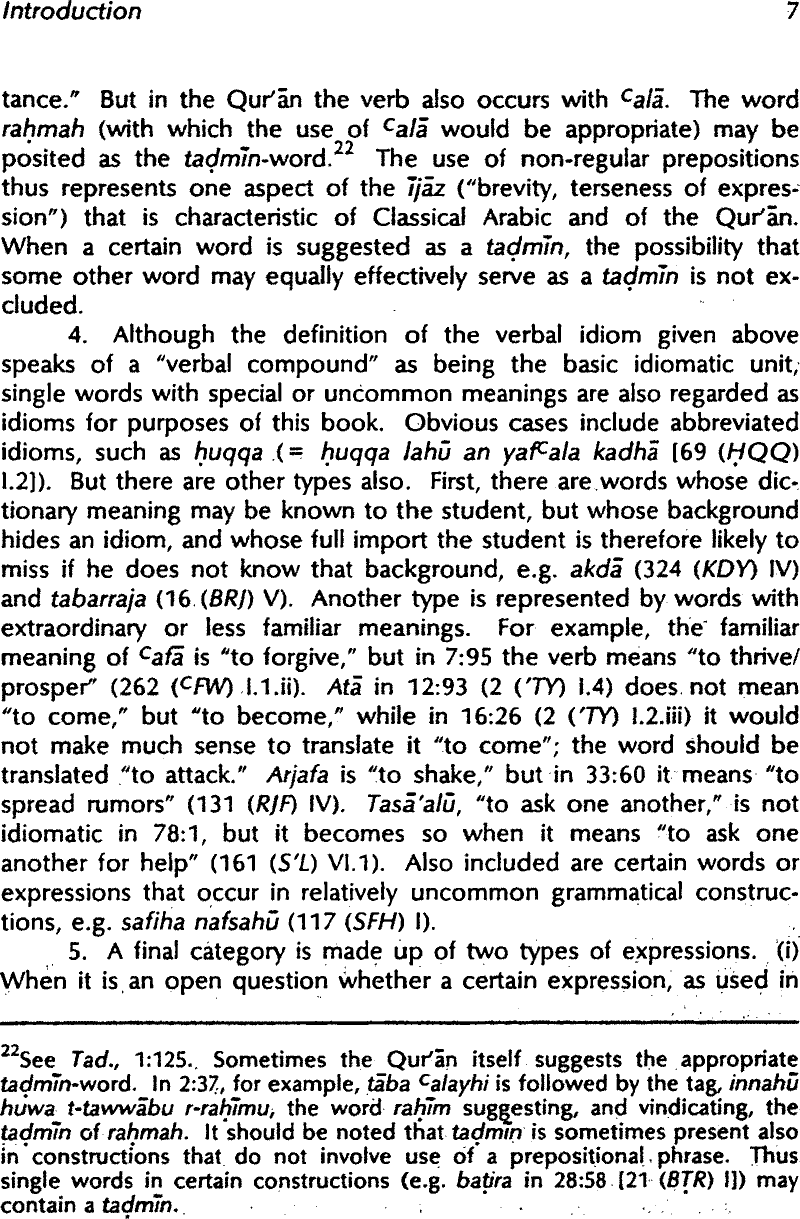 Introduction 7
tance." But in the Qur'ān the verb also occurs with ᶜalā. The word
raḥmah (with which the use of ᶜalā would be appropriate) may be
posited as the taḍmīn-word.²² The use of non-regular prepositions
thus represents one aspect of the ījāz ("brevity, terseness of expres-
sion") that is characteristic of Classical Arabic and of the Qur'ān.
When a certain word is suggested as a taḍmīn, the possibility that
some other word may equally effectively serve as a taḍmīn is not ex-
cluded.
4. Although the definition of the verbal idiom given above
speaks of a "verbal compound" as being the basic idiomatic unit,
single words with special or uncommon meanings are also regarded as
idioms for purposes of this book. Obvious cases include abbreviated
idioms, such as ḥuqqa (= ḥuqqa lahū an yafᶜala kadhā [69 (ḤQQ)
I.2]). But there are other types also. First, there are words whose dic-
tionary meaning may be known to the student, but whose background
hides an idiom, and whose full import the student is therefore likely to
miss if he does not know that background, e.g. akdā (324 (KDY) IV)
and tabarraja (16 (BRJ) V). Another type is represented by words with
extraordinary or less familiar meanings. For example, the familiar
meaning of ᶜafā is "to forgive," but in 7:95 the verb means "to thrive/
prosper" (262 (ᶜFW) I.1.ii). Atā in 12:93 (2 ('TY) I.4) does not mean
"to come," but "to become," while in 16:26 (2 ('TY) I.2.iii) it would
not make much sense to translate it "to come"; the word should be
translated "to attack." Arjafa is "to shake," but in 33:60 it means "to
spread rumors" (131 (RJF) IV). Tasā'alū, "to ask one another," is not
idiomatic in 78:1, but it becomes so when it means "to ask one
another for help" (161 (S'L) VI.1). Also included are certain words or
expressions that occur in relatively uncommon grammatical construc-
tions, e.g. safiha nafsahū (117 (SFH) I).
5. A final category is made up of two types of expressions. (i)
When it is an open question whether a certain expression, as used in
²²See Tad., 1:125. Sometimes the Qur'ān itself suggests the appropriate
taḍmīn-word. In 2:37, for example, tāba ᶜalayhi is followed by the tag, innahū
huwa t-tawwābu r-raḥīmu, the word raḥīm suggesting, and vindicating, the
taḍmīn of raḥmah. It should be noted that taḍmīn is sometimes present also
in constructions that do not involve use of a prepositional phrase. Thus
single words in certain constructions (e.g. baṭira in 28:58 [21 (BṬR) I]) may
contain a taḍmīn.